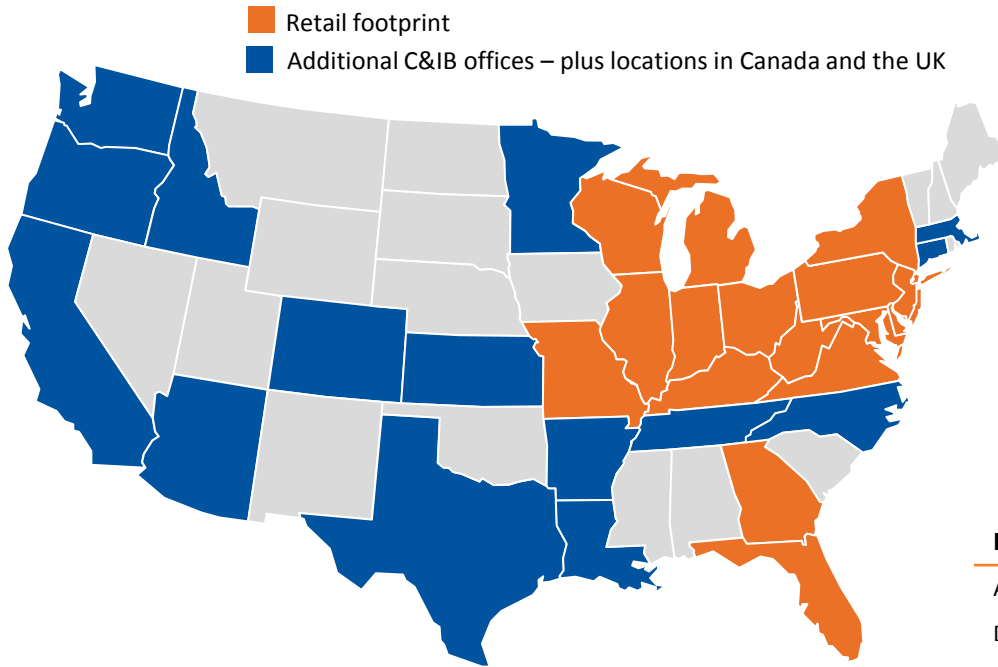 Retail footprint
Additional C&IB offices – plus locations in Canada and the UK